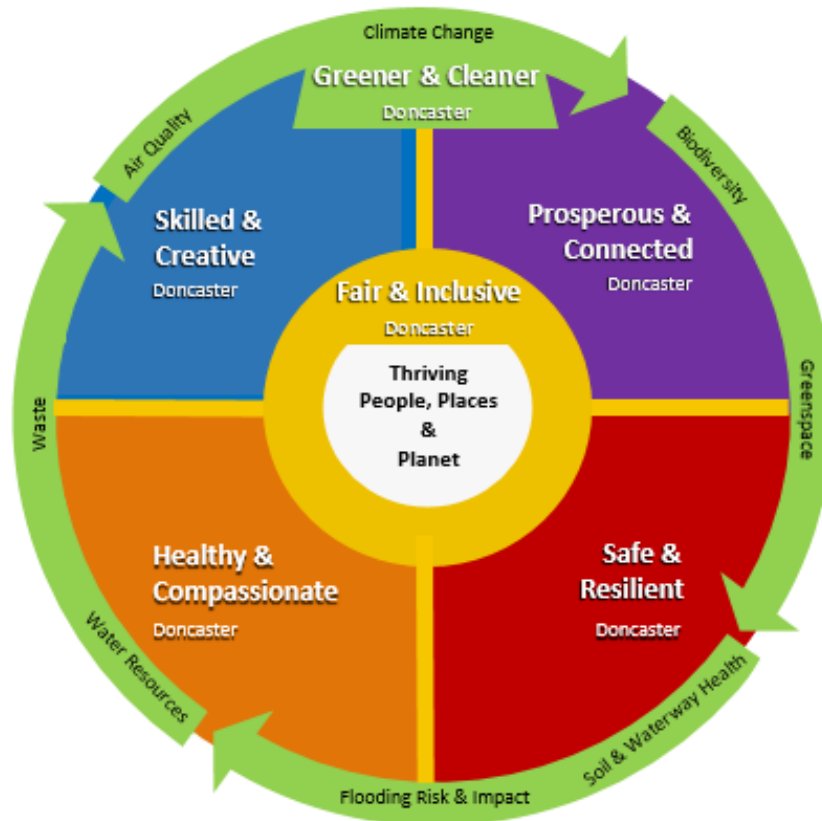 Climate Change
Greener & Cleaner
Doncaster
Air Quality
Biodiversity
Skilled &
Creative
Doncaster
Prosperous &
Connected
Doncaster
Fair & Inclusive
Doncaster
Thriving
People, Places
&
Planet
Waste
Greenspace
Healthy &
Compassionate
Doncaster
Safe &
Resilient
Doncaster
Water Resources
Soil & Waterway Health
Flooding Risk & Impact